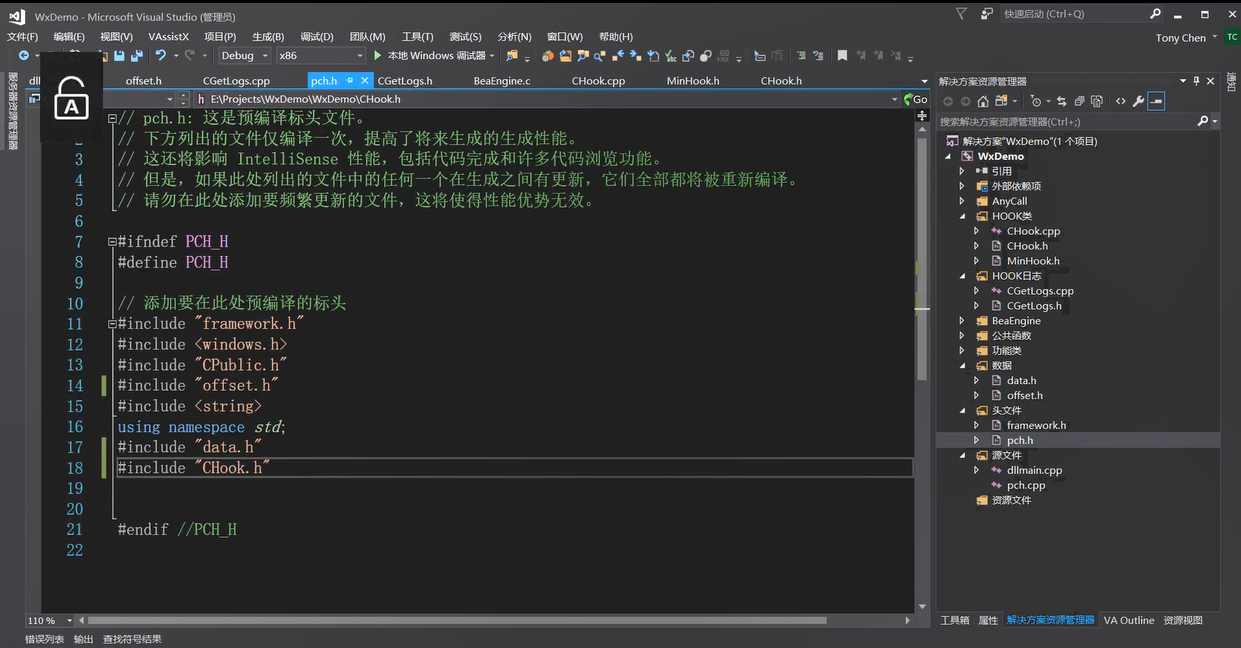 WxDemo - Microsoft Visual Studio (管理员)
快速启动 (Ctrl+Q)
文件(F) 编辑(E) 视图(V) VAssistX 项目(P) 生成(B) 调试(D) 团队(M) 工具(T) 测试(S) 分析(N) 窗口(W) 帮助(H)
Tony Chen TC
Debug x86 本地 Windows 调试器
offset.h CGetLogs.cpp pch.h CGetLogs.h BeaEngine.c CHook.cpp MinHook.h CHook.h
A
h E:\Projects\WxDemo\WxDemo\CHook.h Go
// pch.h: 这是预编译标头文件。
2 // 下方列出的文件仅编译一次，提高了将来生成的生成性能。
3 // 这还将影响 IntelliSense 性能，包括代码完成和许多代码浏览功能。
4 // 但是，如果此处列出的文件中的任何一个在生成之间有更新，它们全部都将被重新编译。
5 // 请勿在此处添加要频繁更新的文件，这将使得性能优势无效。
6
7 #ifndef PCH_H
8 #define PCH_H
9
10 // 添加要在此处预编译的标头
11 #include "framework.h"
12 #include <windows.h>
13 #include "CPublic.h"
14 #include "offset.h"
15 #include <string>
16 using namespace std;
17 #include "data.h"
18 #include "CHook.h"
19
20
21 #endif //PCH_H
22
110 %
错误列表 输出 查找符号结果
服务器资源管理器
解决方案资源管理器
搜索解决方案资源管理器(Ctrl+;)
解决方案"WxDemo"(1 个项目)
WxDemo
引用
外部依赖项
AnyCall
HOOK类
CHook.cpp
CHook.h
MinHook.h
HOOK日志
CGetLogs.cpp
CGetLogs.h
BeaEngine
公共函数
功能类
数据
data.h
offset.h
头文件
framework.h
pch.h
源文件
dllmain.cpp
pch.cpp
资源文件
工具箱 属性 解决方案资源管理器 VA Outline 资源视图
通知